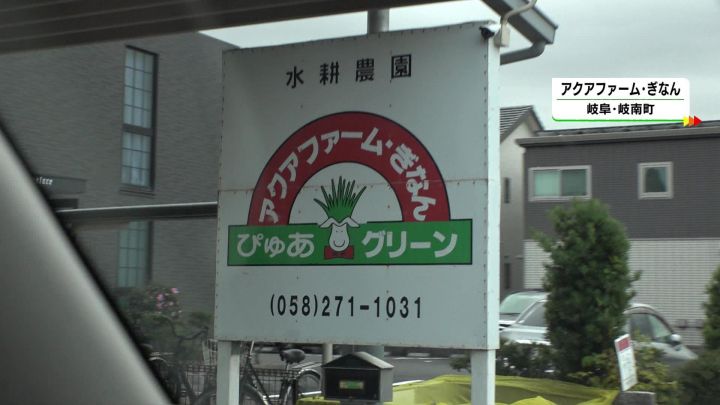 水耕農園
アクアファーム・ぎなん
ぴゅあグリーン
(058)271-1031
アクアファーム・ぎなん
岐阜・岐南町